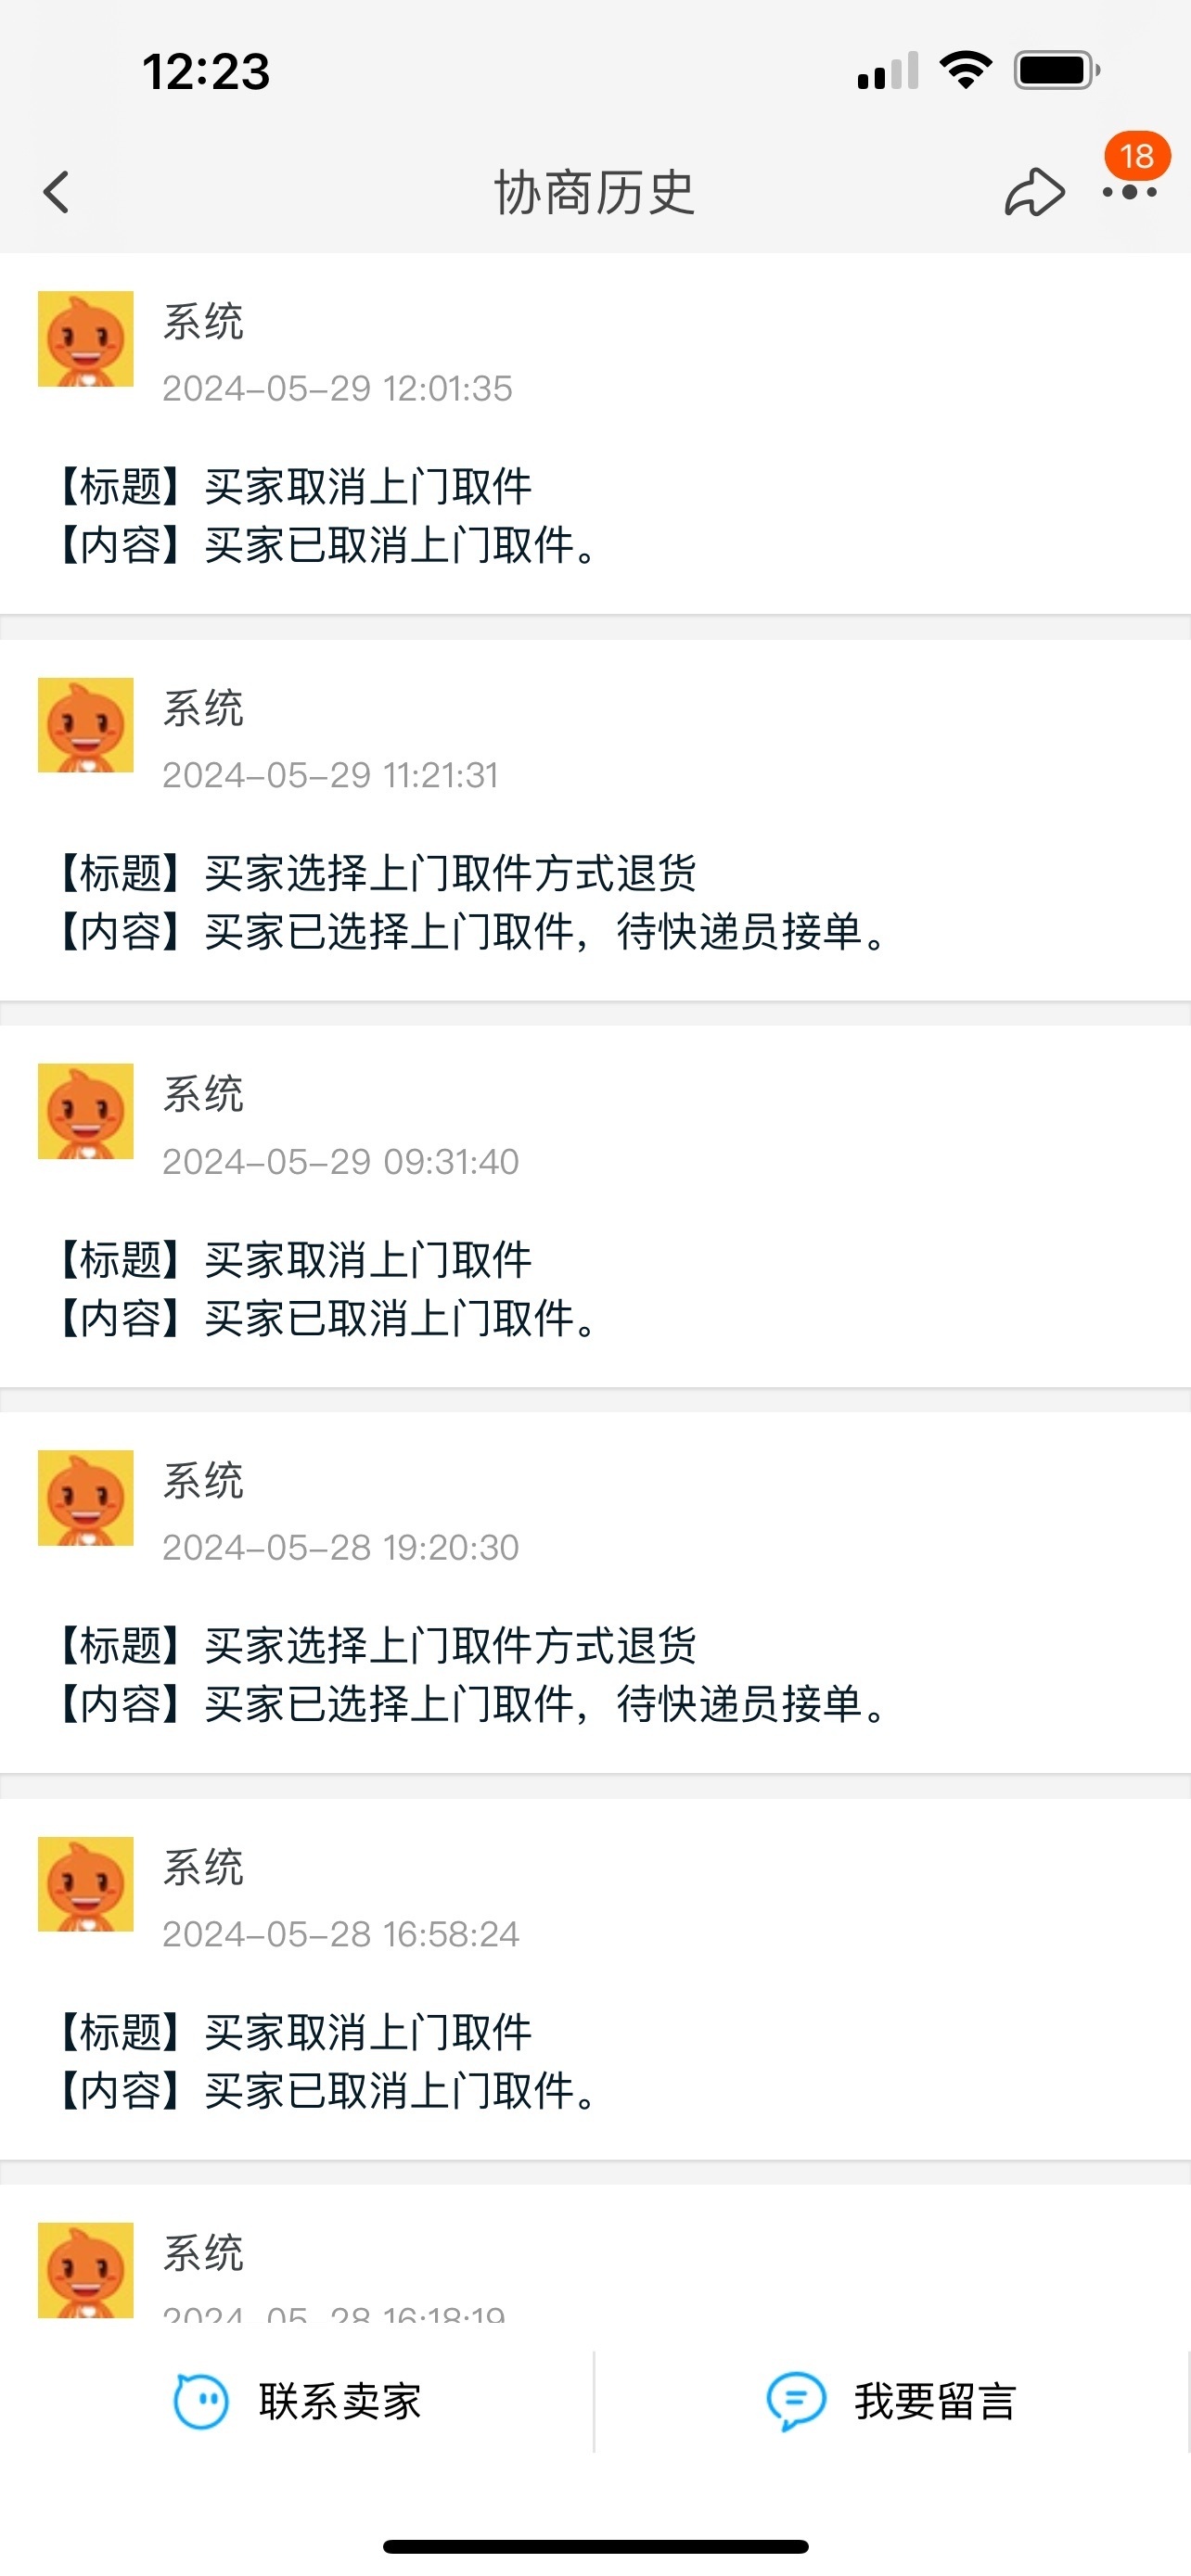 12:23
协商历史
18
系统
2024-05-29 12:01:35
【标题】买家取消上门取件
【内容】买家已取消上门取件。
系统
2024-05-29 11:21:31
【标题】买家选择上门取件方式退货
【内容】买家已选择上门取件，待快递员接单。
系统
2024-05-29 09:31:40
【标题】买家取消上门取件
【内容】买家已取消上门取件。
系统
2024-05-28 19:20:30
【标题】买家选择上门取件方式退货
【内容】买家已选择上门取件，待快递员接单。
系统
2024-05-28 16:58:24
【标题】买家取消上门取件
【内容】买家已取消上门取件。
系统
2024-05-28 16:18:19
联系卖家
我要留言